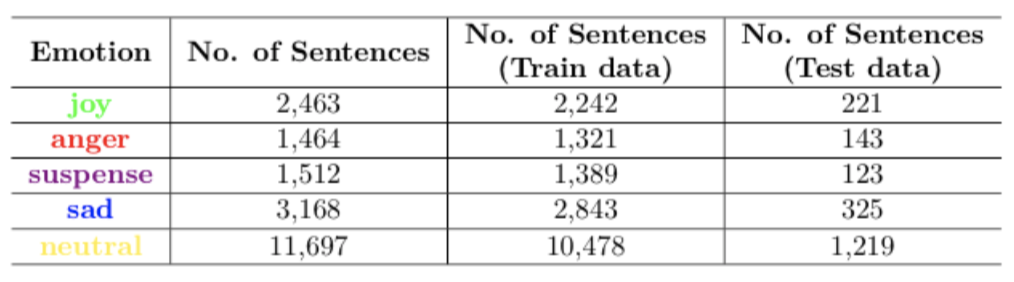 Emotion No. of Sentences No. of Sentences (Train data) No. of Sentences (Test data)
joy 2,463 2,242 221
anger 1,464 1,321 143
suspense 1,512 1,389 123
sad 3,168 2,843 325
neutral 11,697 10,478 1,219